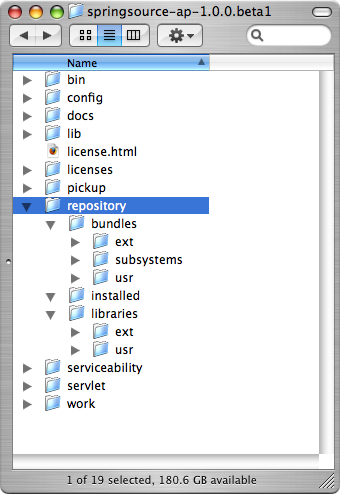 springsource-ap-1.0.0.beta1
Name
bin
config
docs
lib
license.html
licenses
pickup
repository
bundles
ext
subsystems
usr
installed
libraries
ext
usr
serviceability
servlet
work
1 of 19 selected, 180.6 GB available